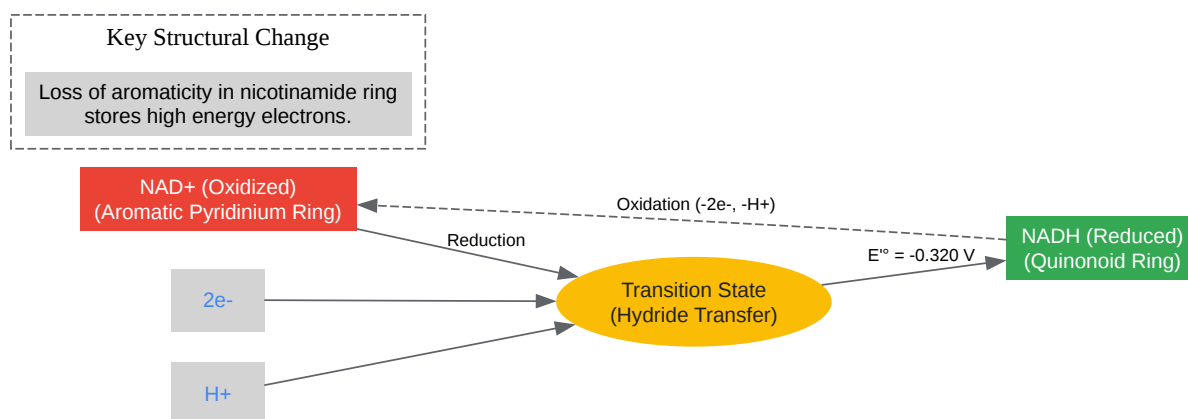 Key Structural Change
Loss of aromaticity in nicotinamide ring
stores high energy electrons.
NAD+ (Oxidized)
(Aromatic Pyridinium Ring)
Oxidation (-2e-, -H+)
Reduction
NADH (Reduced)
(Quinonoid Ring)
E'° = -0.320 V
2e-
Transition State
(Hydride Transfer)
H+